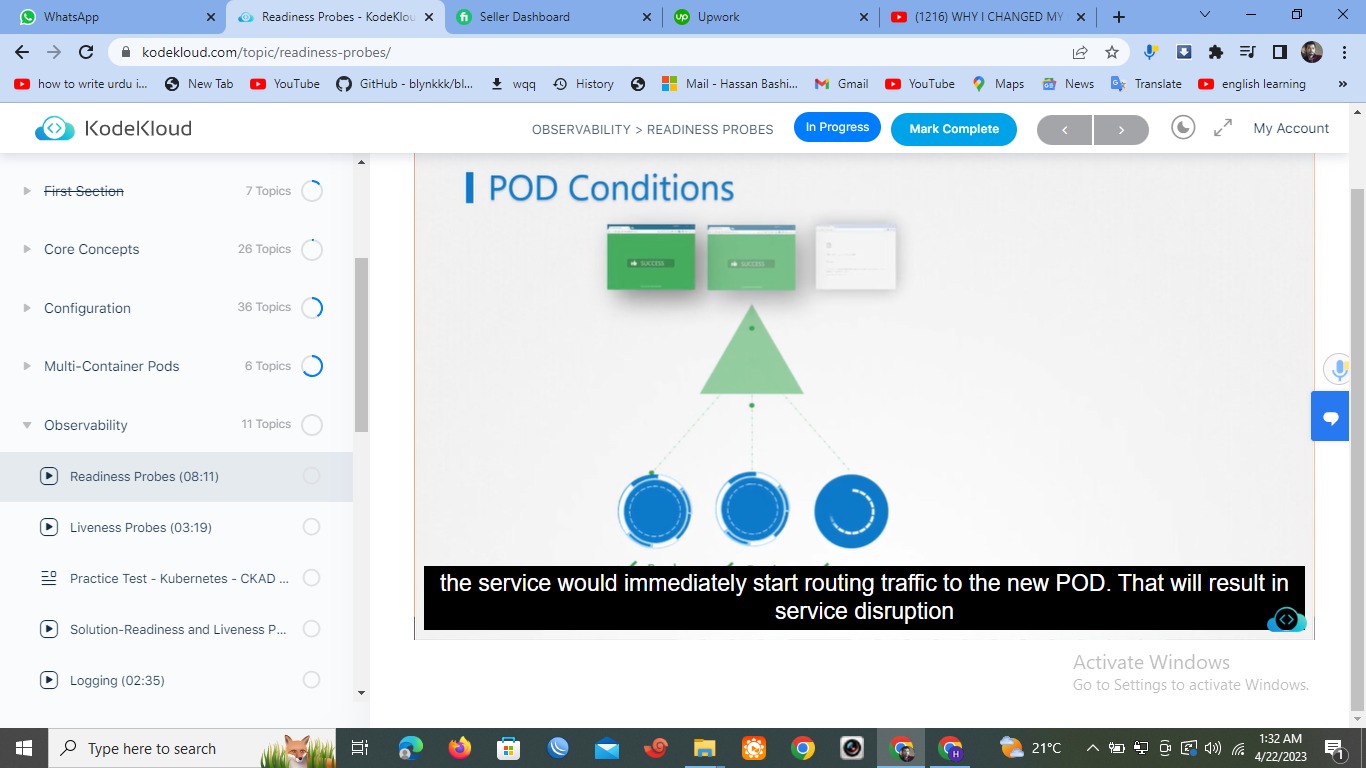 WhatsApp
Readiness Probes - KodeKlou
Seller Dashboard
Upwork
(1216) WHY I CHANGED MY
kodekloud.com/topic/readiness-probes/
how to write urdu i...
New Tab
YouTube
GitHub - blynkkk/bl...
wqq
History
Mail - Hassan Bashi...
Gmail
YouTube
Maps
News
Translate
english learning
KodeKloud
OBSERVABILITY > READINESS PROBES
In Progress
Mark Complete
My Account
First Section
7 Topics
Core Concepts
26 Topics
Configuration
36 Topics
Multi-Container Pods
6 Topics
Observability
11 Topics
Readiness Probes (08:11)
Liveness Probes (03:19)
Practice Test - Kubernetes - CKAD ...
Solution-Readiness and Liveness P...
Logging (02:35)
POD Conditions
SUCCESS
SUCCESS
the service would immediately start routing traffic to the new POD. That will result in
service disruption
Activate Windows
Go to Settings to activate Windows.
Type here to search
H
21°C
1:32 AM
4/22/2023
1